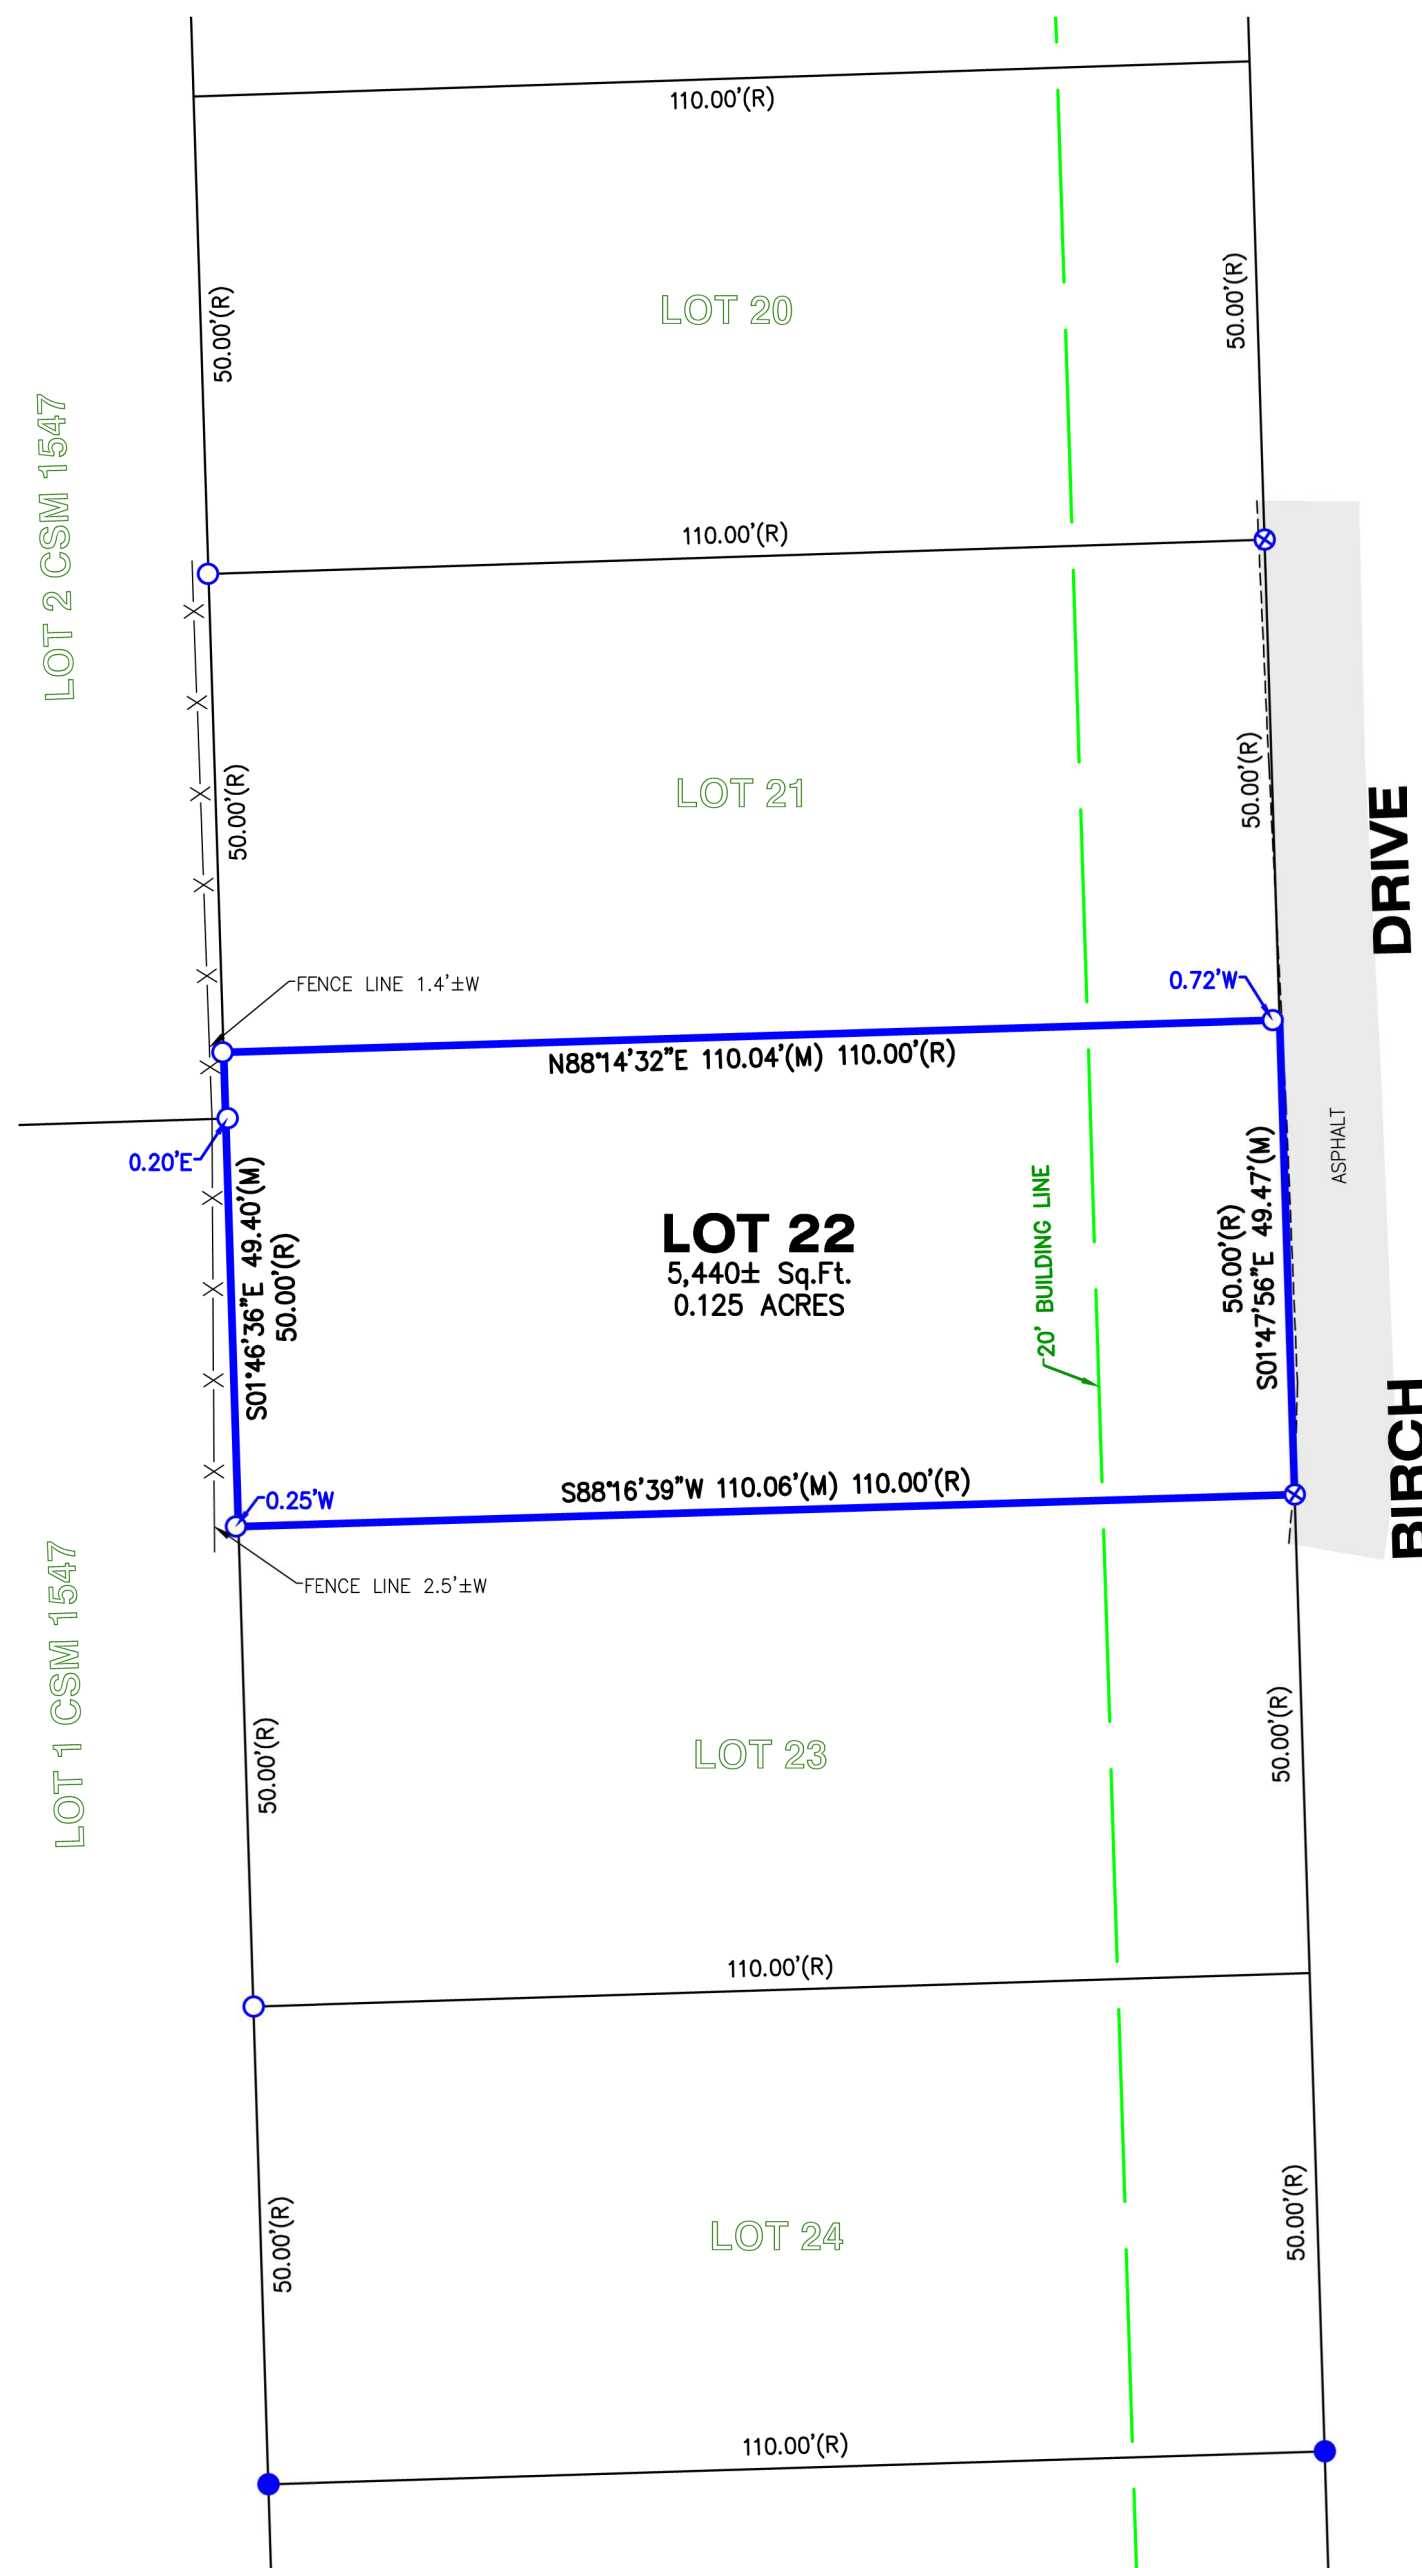 110.00'(R)
50.00'(R)
LOT 20
50.00'(R)
LOT 2 CSM 1547
110.00'(R)
50.00'(R)
LOT 21
50.00'(R)
DRIVE
FENCE LINE 1.4'±W
0.72'W
N88°14'32"E 110.04'(M) 110.00'(R)
0.20'E
S01°46'36"E 49.40'(M)
50.00'(R)
LOT 22
5,440± Sq.Ft.
0.125 ACRES
20' BUILDING LINE
50.00'(R)
S01°47'56"E 49.47'(M)
ASPHALT
BIRCH
S88°16'39"W 110.06'(M) 110.00'(R)
0.25'W
FENCE LINE 2.5'±W
LOT 1 CSM 1547
50.00'(R)
LOT 23
50.00'(R)
110.00'(R)
50.00'(R)
LOT 24
50.00'(R)
110.00'(R)